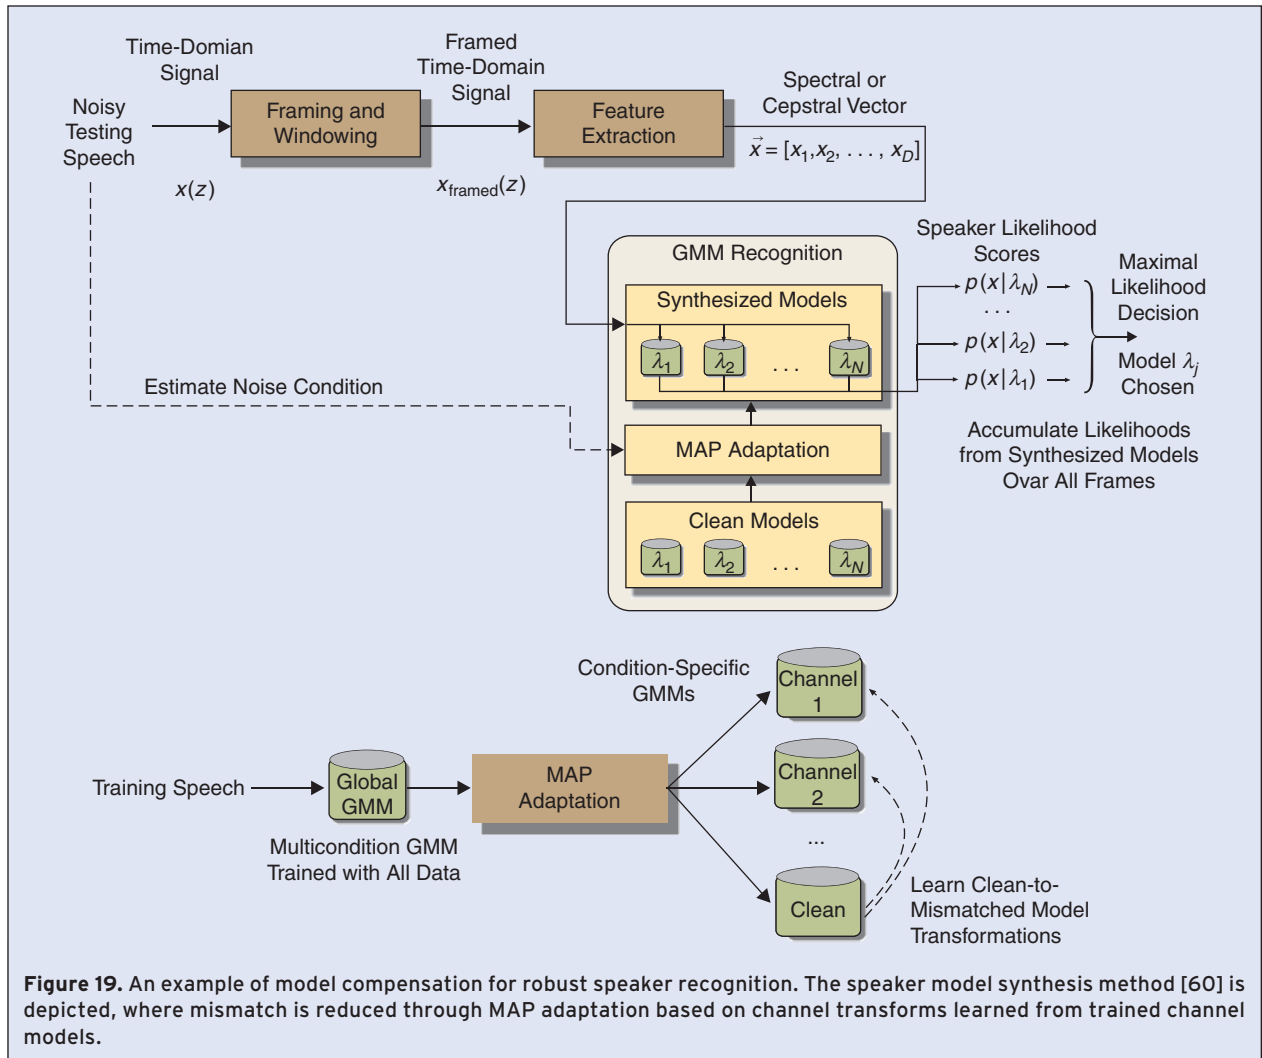 Time-Domian
Signal
Framed
Time-Domain
Signal
Spectral or
Cepstral Vector
Noisy
Testing
Speech
Framing and
Windowing
Feature
Extraction
x⃗ = [x₁,x₂, . . . , x_D]
x(z)
x_framed(z)
GMM Recognition
Synthesized Models
λ₁ λ₂ . . . λ_N
Speaker Likelihood
Scores
p(x|λ_N)
. . .
p(x|λ₂)
p(x|λ₁)
Maximal
Likelihood
Decision
Model λ_j
Chosen
Estimate Noise Condition
MAP Adaptation
Accumulate Likelihoods
from Synthesized Models
Ovar All Frames
Clean Models
λ₁ λ₂ . . . λ_N
Condition-Specific
GMMs
Channel
1
Training Speech
Global
GMM
MAP
Adaptation
Channel
2
...
Multicondition GMM
Trained with All Data
Clean
Learn Clean-to-
Mismatched Model
Transformations
Figure 19. An example of model compensation for robust speaker recognition. The speaker model synthesis method [60] is
depicted, where mismatch is reduced through MAP adaptation based on channel transforms learned from trained channel
models.